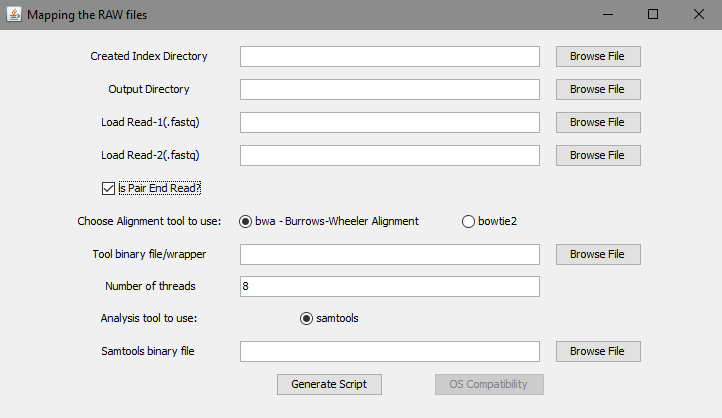 Mapping the RAW files
Created Index Directory Browse File
Output Directory Browse File
Load Read-1(.fastq) Browse File
Load Read-2(.fastq) Browse File
Is Pair End Read?
Choose Alignment tool to use: bwa - Burrows-Wheeler Alignment bowtie2
Tool binary file/wrapper Browse File
Number of threads 8
Analysis tool to use: samtools
Samtools binary file Browse File
Generate Script OS Compatibility